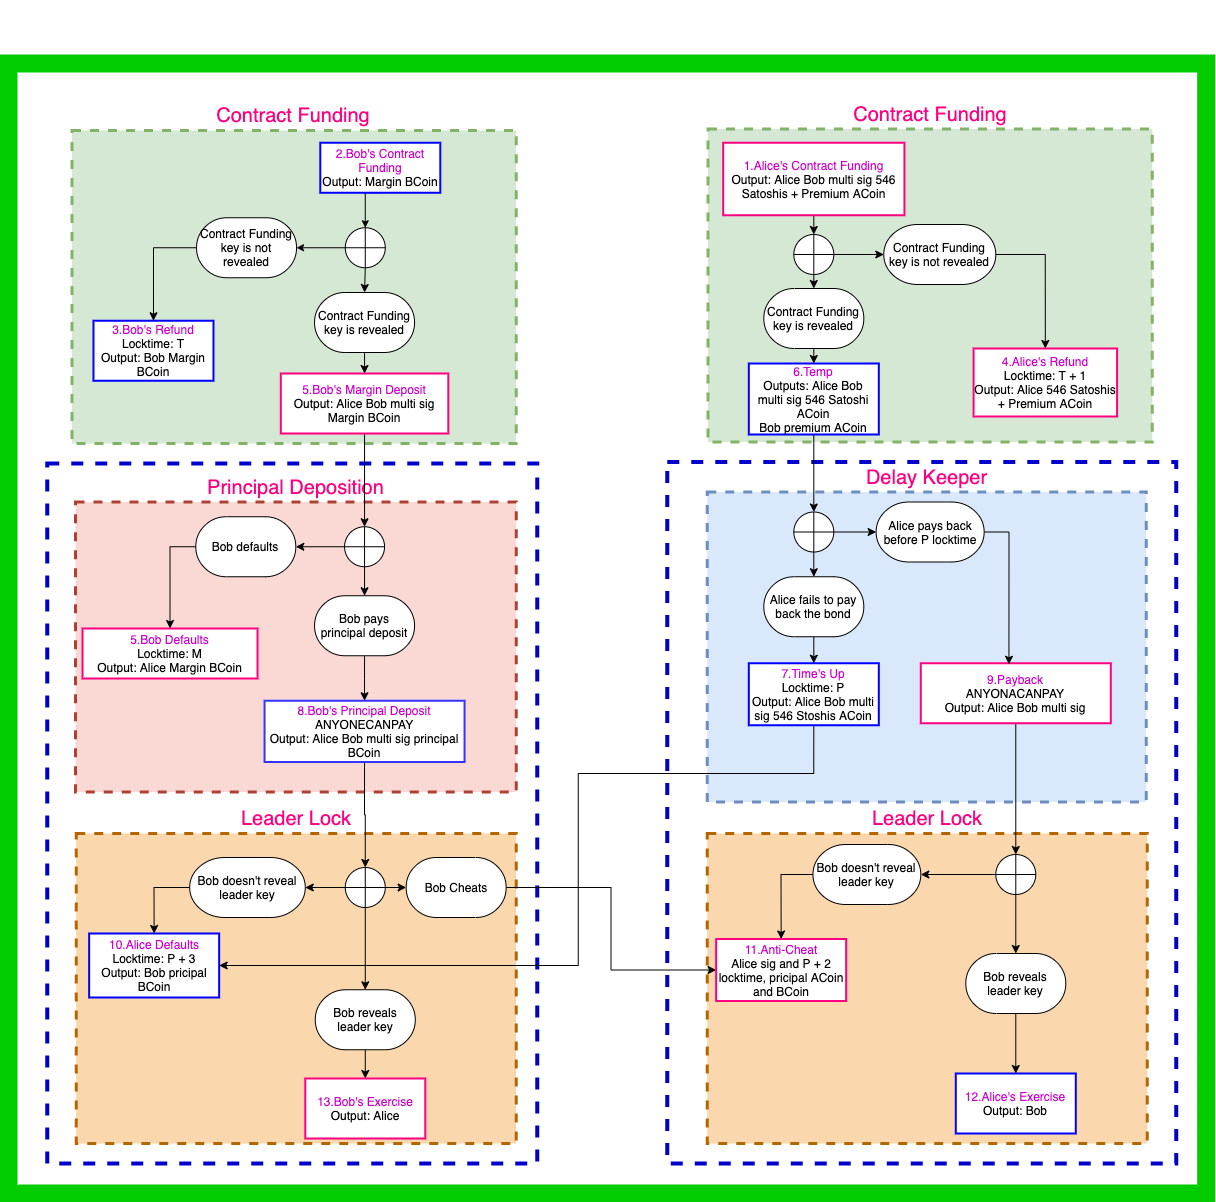 Contract Funding
2.Bob's Contract
Funding
Output: Margin BCoin
Contract Funding
key is not
revealed
Contract Funding
key is revealed
3.Bob's Refund
Locktime: T
Output: Bob Margin
BCoin
5.Bob's Margin Deposit
Output: Alice Bob multi sig
Margin BCoin
Contract Funding
1.Alice's Contract Funding
Output: Alice Bob multi sig 546
Satoshis + Premium ACoin
Contract Funding
key is not revealed
Contract Funding
key is revealed
4.Alice's Refund
Locktime: T + 1
Output: Alice 546 Satoshis
+ Premium ACoin
6.Temp
Outputs: Alice Bob
multi sig 546 Satoshi
ACoin
Bob premium ACoin
Principal Deposition
Bob defaults
Bob pays
principal deposit
5.Bob Defaults
Locktime: M
Output: Alice Margin BCoin
8.Bob's Principal Deposit
ANYONECANPAY
Output: Alice Bob multi sig principal
BCoin
Delay Keeper
Alice pays back
before P locktime
Alice fails to pay
back the bond
7.Time's Up
Locktime: P
Output: Alice Bob multi
sig 546 Stoshis ACoin
9.Payback
ANYONACANPAY
Output: Alice Bob multi sig
Leader Lock
Bob doesn't reveal
leader key
Bob Cheats
10.Alice Defaults
Locktime: P + 3
Output: Bob pricipal
BCoin
Bob reveals
leader key
13.Bob's Exercise
Output: Alice
Leader Lock
Bob doesn't reveal
leader key
11.Anti-Cheat
Alice sig and P + 2
locktime, pricipal ACoin
and BCoin
Bob reveals
leader key
12.Alice's Exercise
Output: Bob